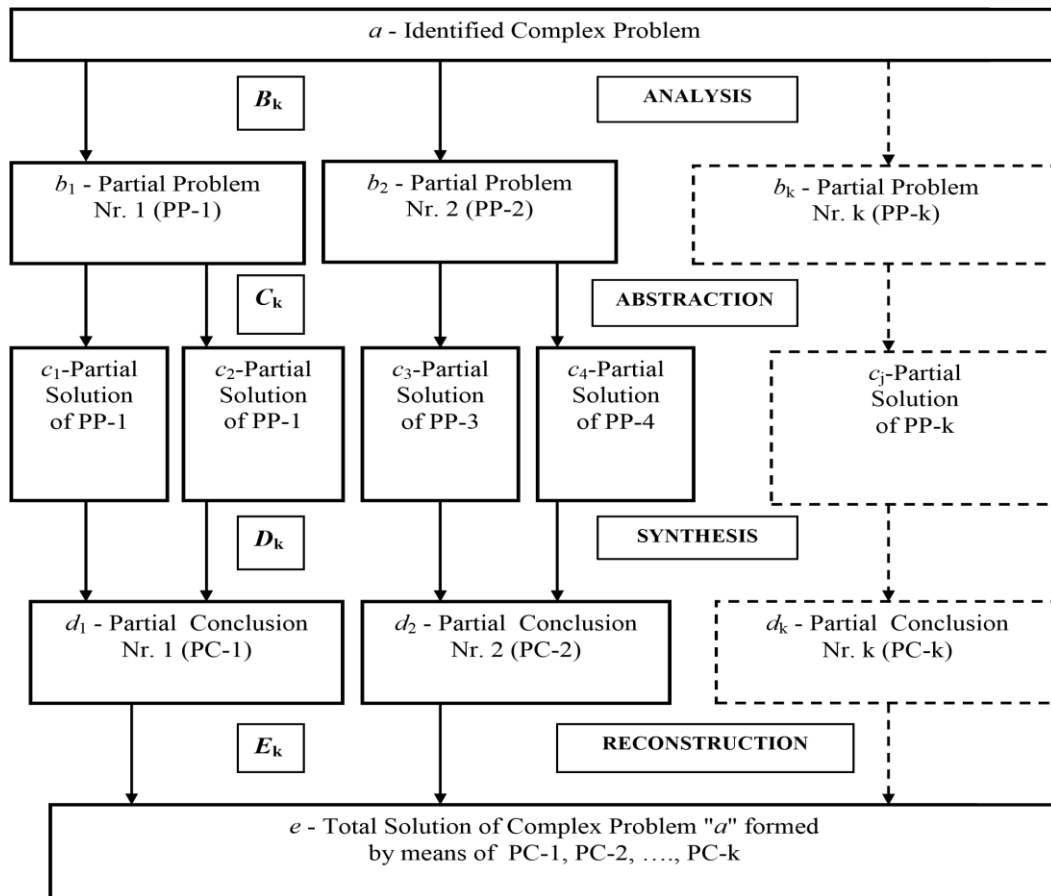 a - Identified Complex Problem
Bk
ANALYSIS
b1 - Partial Problem
Nr. 1 (PP-1)
b2 - Partial Problem
Nr. 2 (PP-2)
bk - Partial Problem
Nr. k (PP-k)
Ck
ABSTRACTION
c1-Partial
Solution
of PP-1
c2-Partial
Solution
of PP-1
c3-Partial
Solution
of PP-3
c4-Partial
Solution
of PP-4
cj-Partial
Solution
of PP-k
Dk
SYNTHESIS
d1 - Partial Conclusion
Nr. 1 (PC-1)
d2 - Partial Conclusion
Nr. 2 (PC-2)
dk - Partial Conclusion
Nr. k (PC-k)
Ek
RECONSTRUCTION
e - Total Solution of Complex Problem "a" formed
by means of PC-1, PC-2, …., PC-k